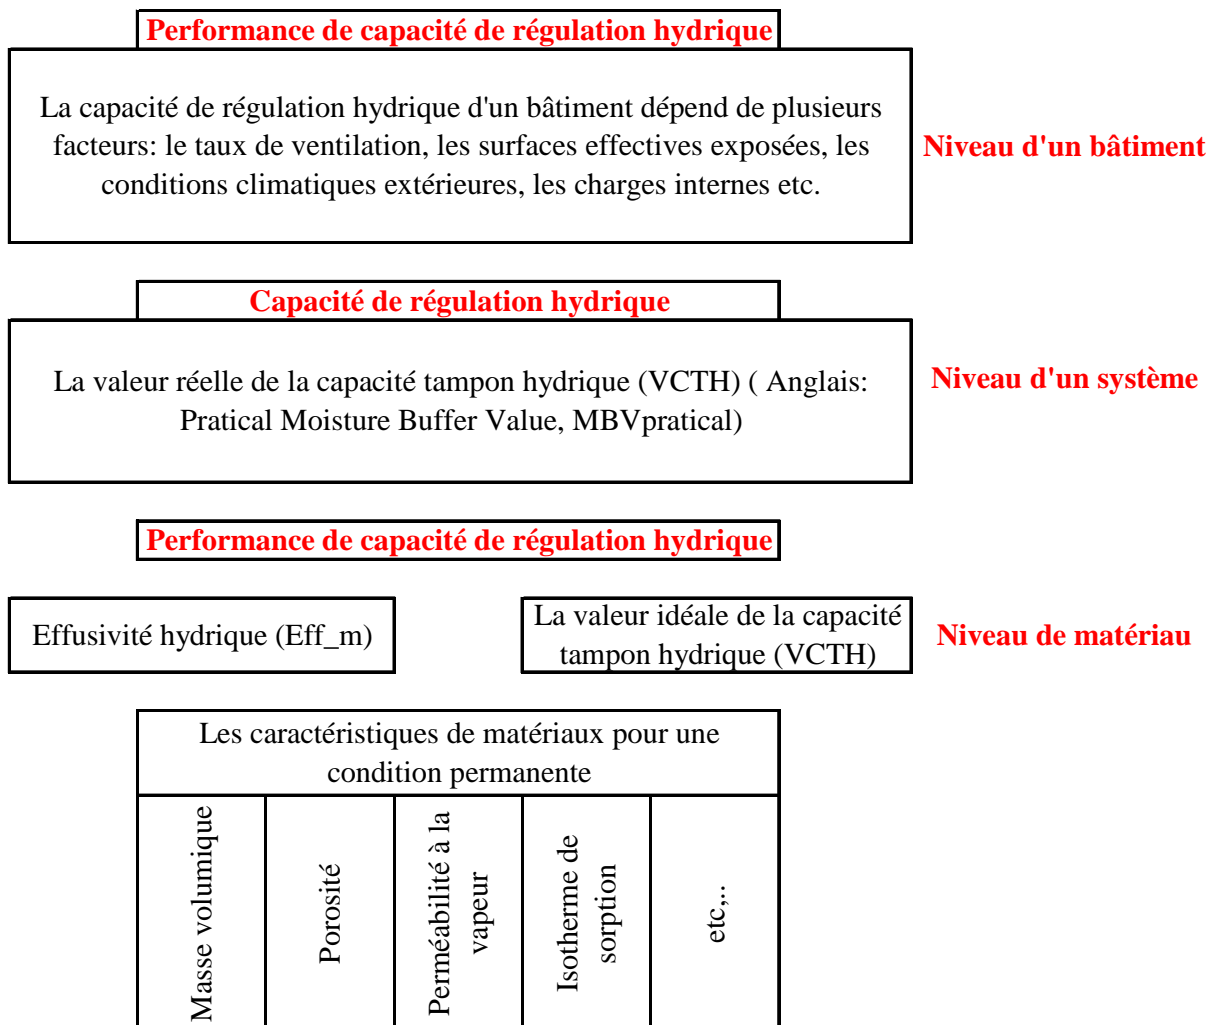 Performance de capacité de régulation hydrique
La capacité de régulation hydrique d'un bâtiment dépend de plusieurs
facteurs: le taux de ventilation, les surfaces effectives exposées, les
conditions climatiques extérieures, les charges internes etc.
Niveau d'un bâtiment
Capacité de régulation hydrique
La valeur réelle de la capacité tampon hydrique (VCTH) ( Anglais:
Pratical Moisture Buffer Value, MBVpratical)
Niveau d'un système
Performance de capacité de régulation hydrique
Effusivité hydrique (Eff_m)
La valeur idéale de la capacité
tampon hydrique (VCTH)
Niveau de matériau
Les caractéristiques de matériaux pour une
condition permanente
Masse volumique
Porosité
Perméabilité à la
vapeur
Isotherme de
sorption
etc,..